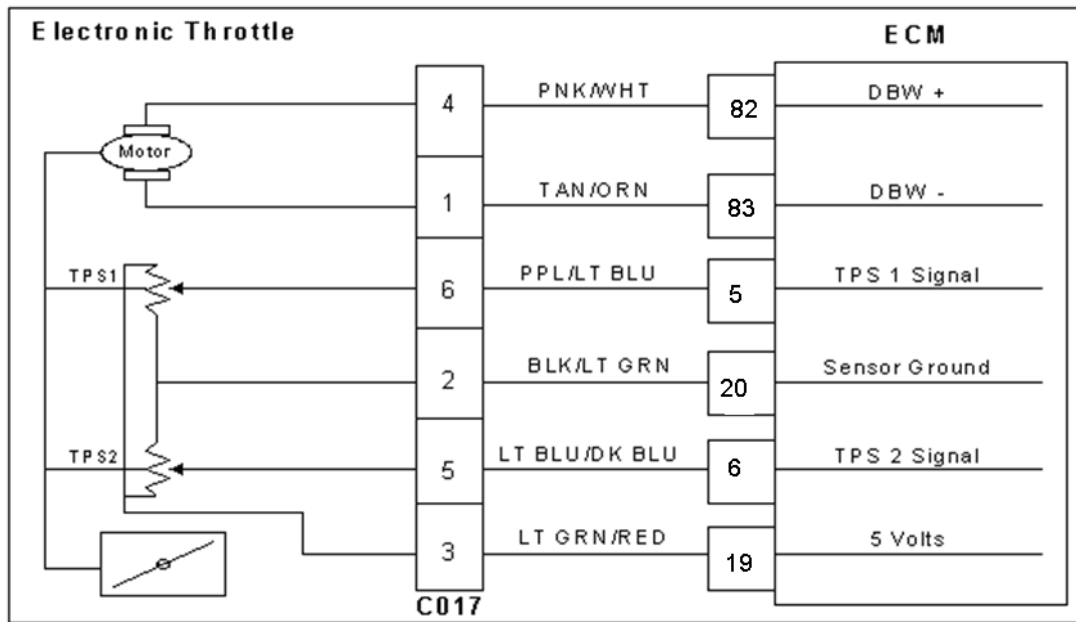 Electronic Throttle
ECM
4 PNK/WHT 82 DBW +
Motor
1 TAN/ORN 83 DBW -
TPS1 6 PPL/LT BLU 5 TPS 1 Signal
2 BLK/LT GRN 20 Sensor Ground
TPS2 5 LT BLU/DK BLU 6 TPS 2 Signal
3 LT GRN/RED 19 5 Volts
C017